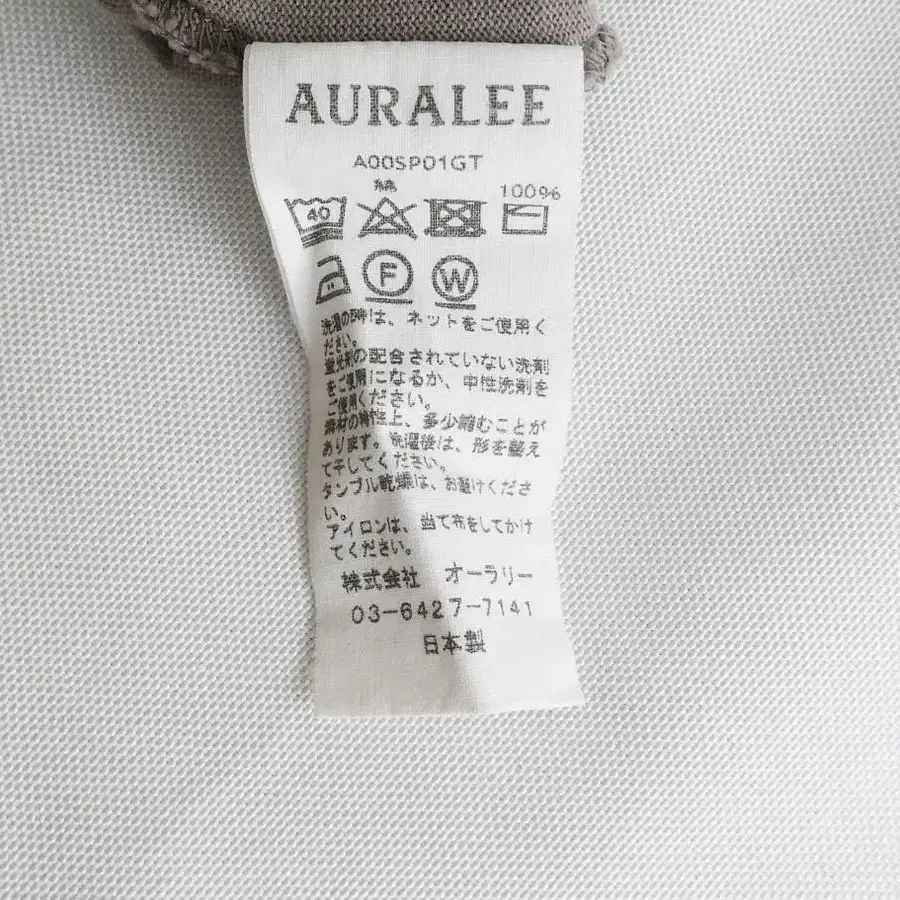 AURALEE
A00SP01GT
綿 100%
40
F W
洗濯の時は、ネットをご使用く
ださい。
蛍光剤の配合されていない洗剤
をご使用になるか、中性洗剤を
ご使用ください。
素材の特性上、多少縮むことが
あります。洗濯後は、形を整え
て干してください。
タンブル乾燥は、お避けくださ
い。
アイロンは、当て布をしてかけ
てください。
株式会社 オーラリー
03-6427-7141
日本製